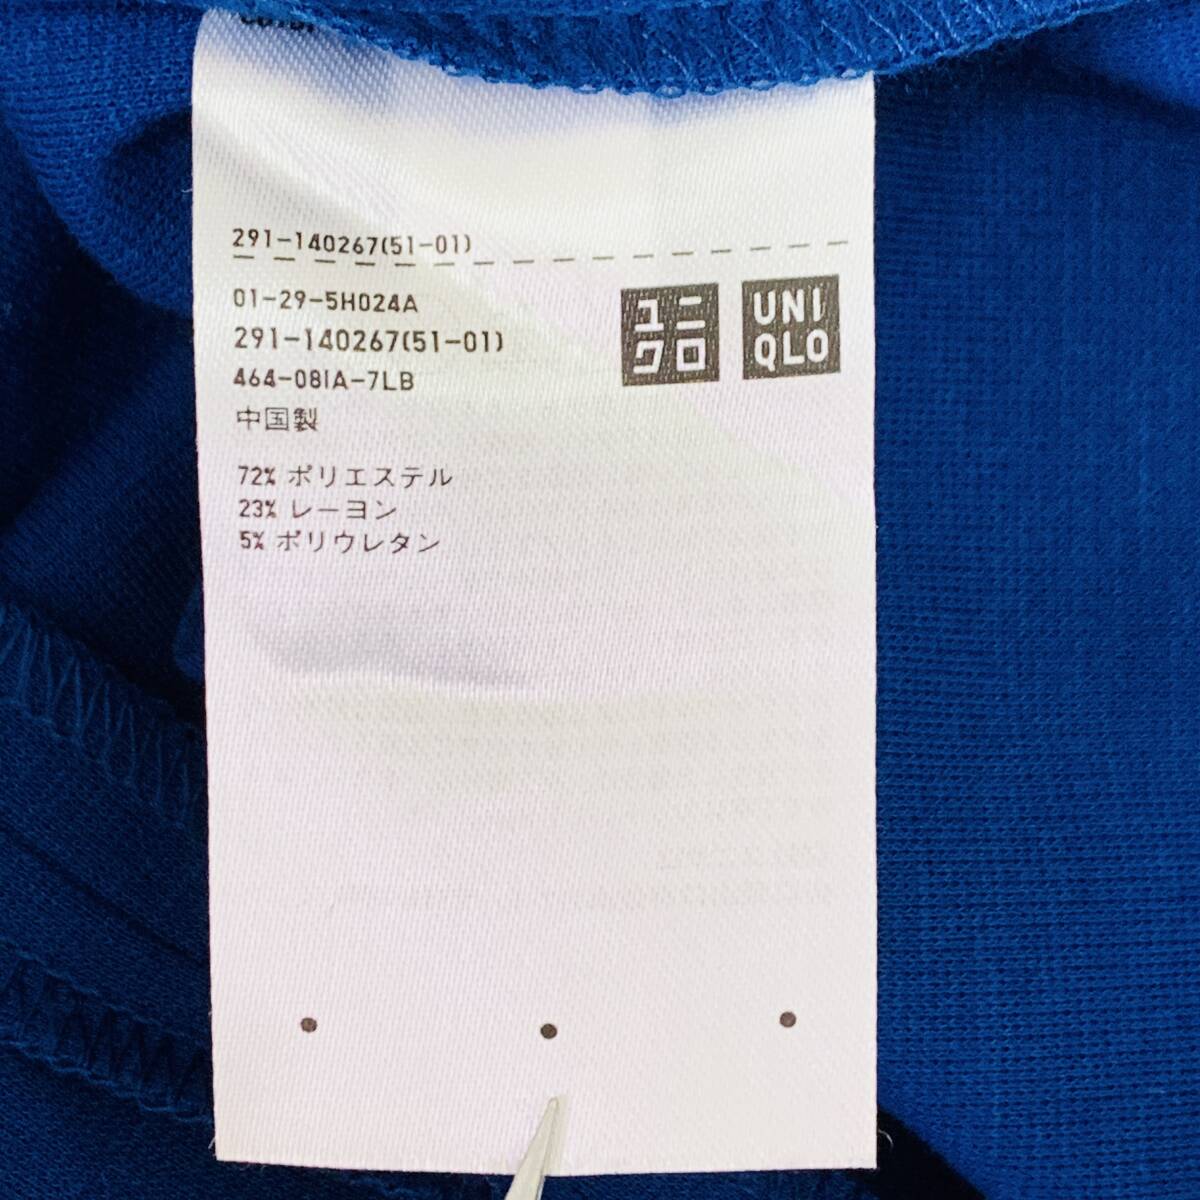 291-140267(51-01)
01-29-5H024A
291-140267(51-01)
464-08IA-7LB
中国製
ユニ
クロ
UNI
QLO
72% ポリエステル
23% レーヨン
5% ポリウレタン